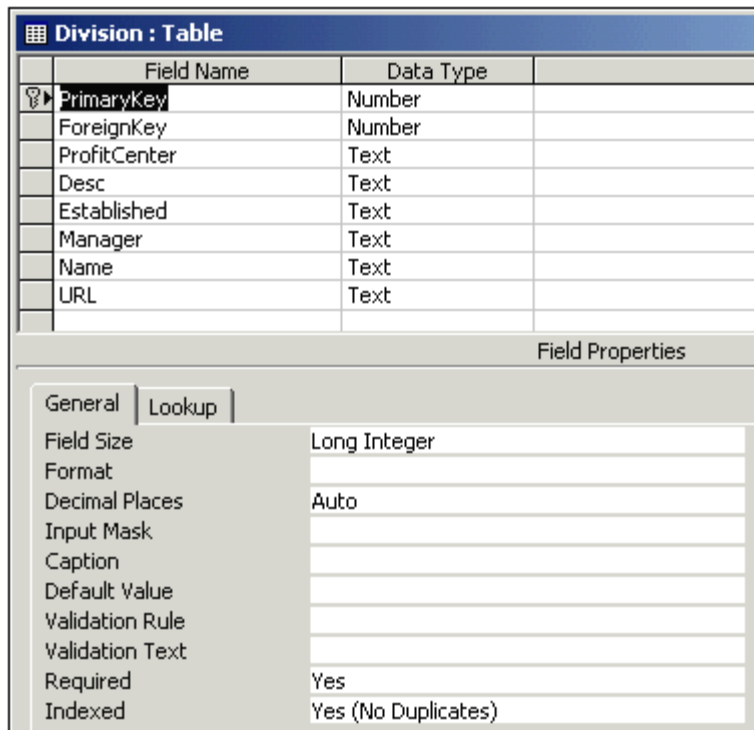 Division : Table
Field Name Data Type
PrimaryKey Number
ForeignKey Number
ProfitCenter Text
Desc Text
Established Text
Manager Text
Name Text
URL Text
Field Properties
General Lookup
Field Size Long Integer
Format
Decimal Places Auto
Input Mask
Caption
Default Value
Validation Rule
Validation Text
Required Yes
Indexed Yes (No Duplicates)